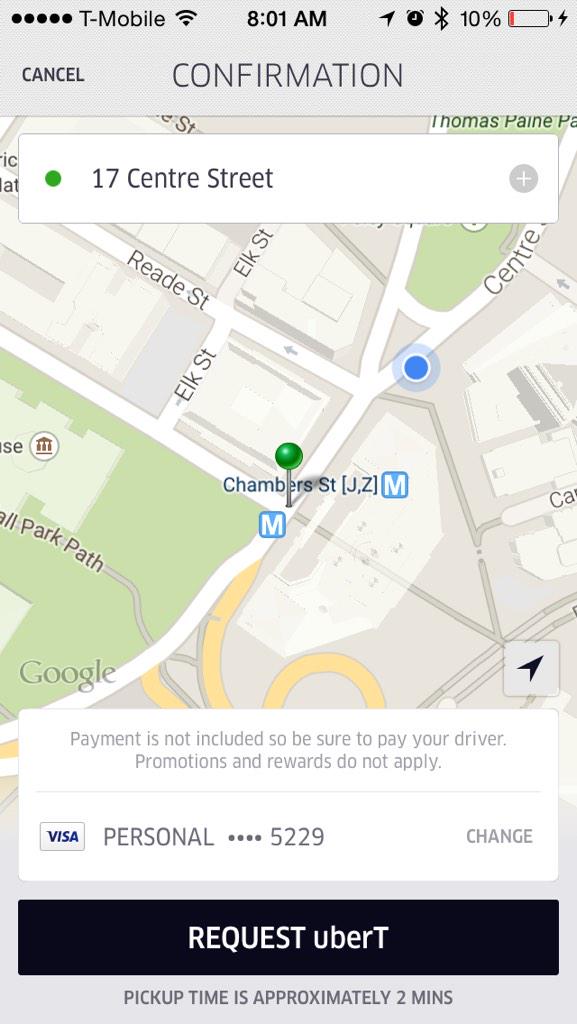 T-Mobile 8:01 AM 10%
CANCEL CONFIRMATION
Thomas Paine Pa
17 Centre Street
Elk St
Centre
Reade St
Elk St
use
Chambers St [J,Z] M
M
all Park Path
Ca
Google
Payment is not included so be sure to pay your driver.
Promotions and rewards do not apply.
VISA PERSONAL •••• 5229 CHANGE
REQUEST uberT
PICKUP TIME IS APPROXIMATELY 2 MINS